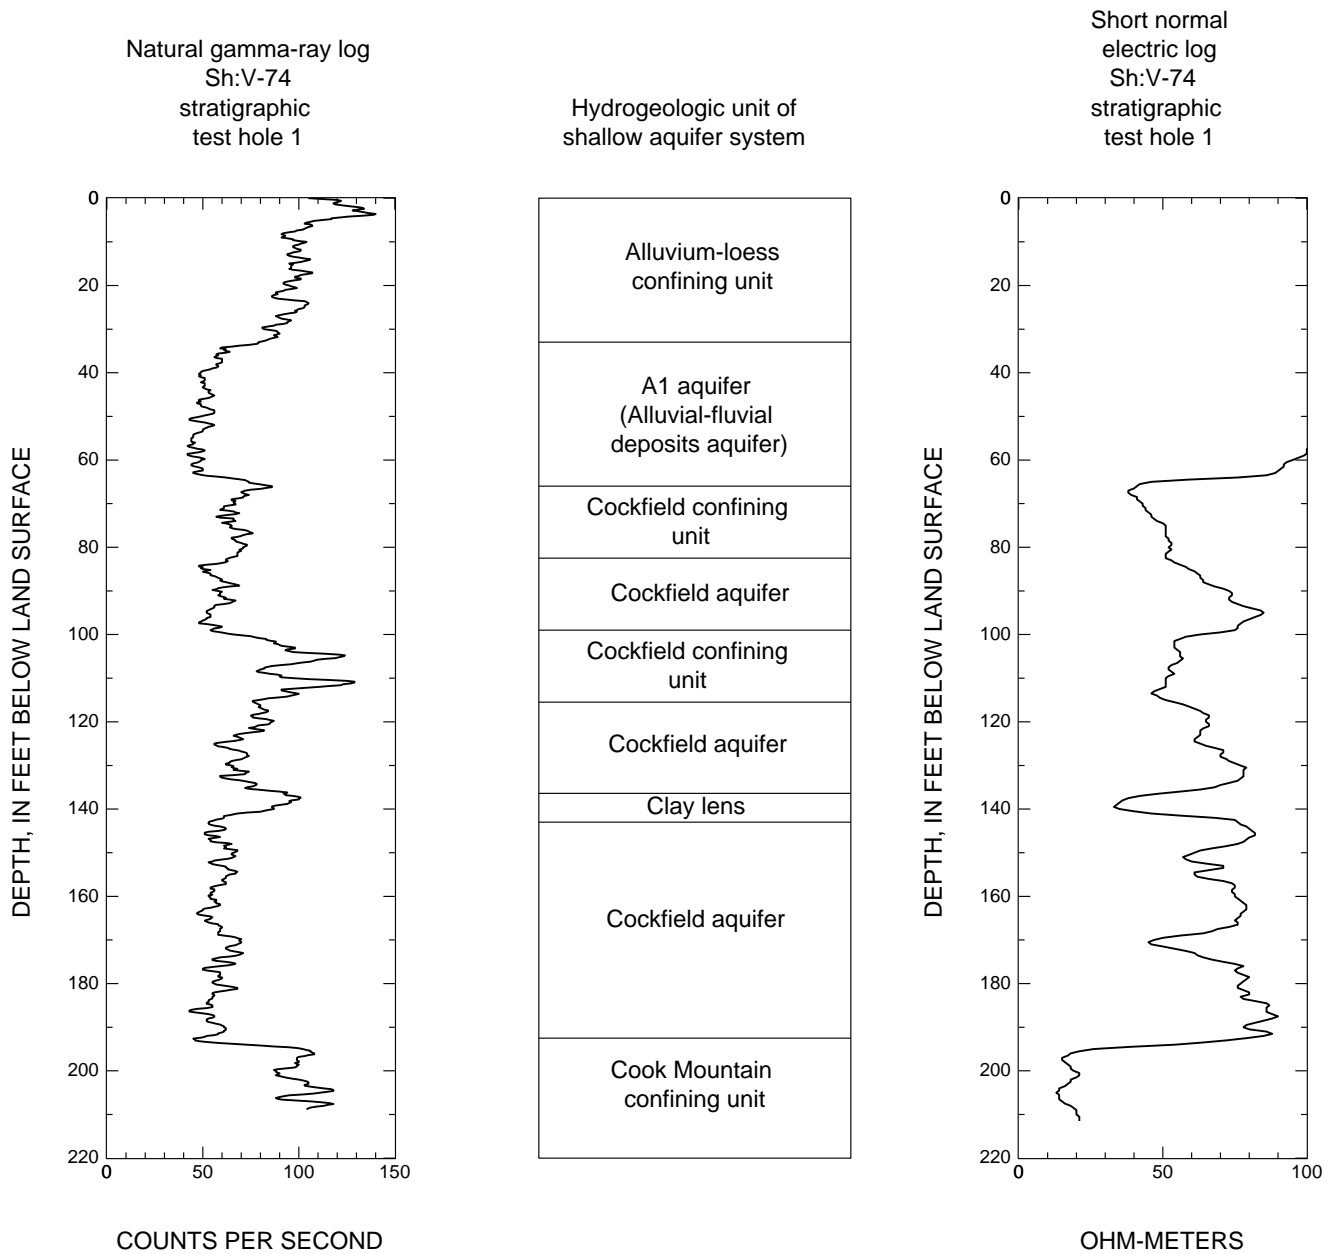 Natural gamma-ray log
Sh:V-74
stratigraphic
test hole 1
Hydrogeologic unit of
shallow aquifer system
Short normal
electric log
Sh:V-74
stratigraphic
test hole 1
DEPTH, IN FEET BELOW LAND SURFACE
0
20
40
60
80
100
120
140
160
180
200
220
0
50
100
150
COUNTS PER SECOND
Alluvium-loess
confining unit
A1 aquifer
(Alluvial-fluvial
deposits aquifer)
Cockfield confining
unit
Cockfield aquifer
Cockfield confining
unit
Cockfield aquifer
Clay lens
Cockfield aquifer
Cook Mountain
confining unit
DEPTH, IN FEET BELOW LAND SURFACE
0
20
40
60
80
100
120
140
160
180
200
220
0
50
100
OHM-METERS